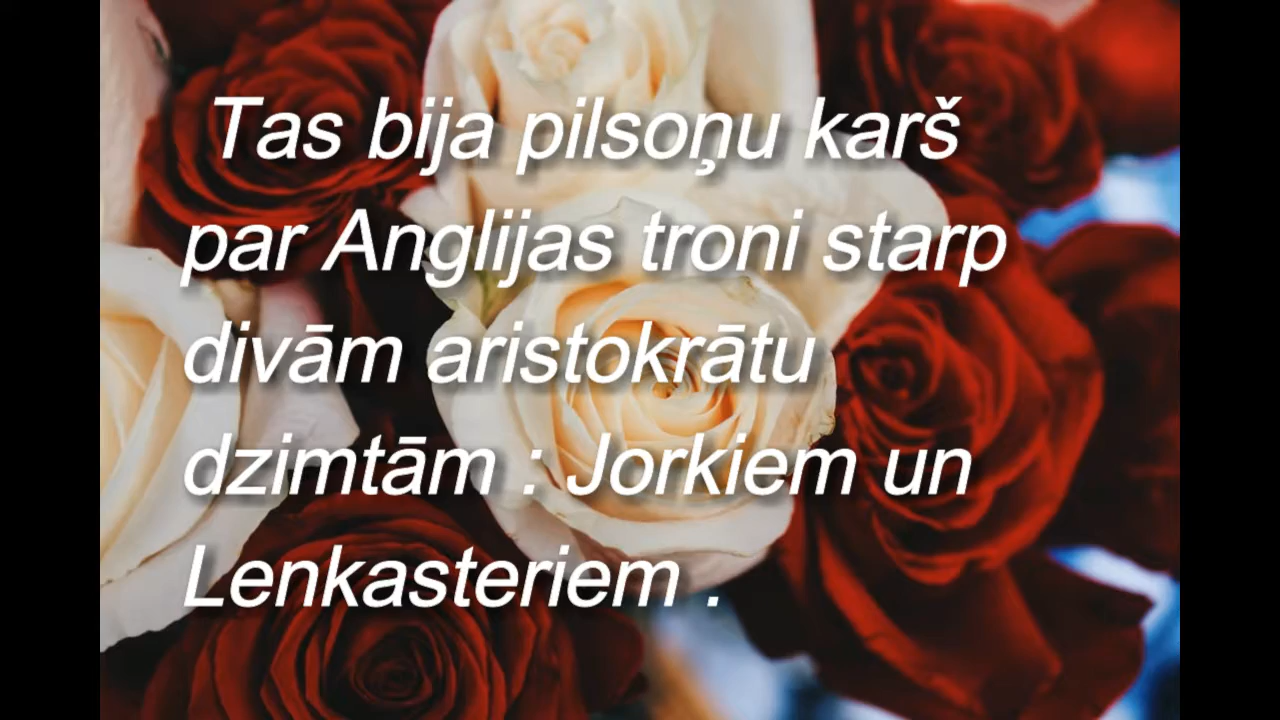 Tas bija pilsoņu karš
par Anglijas troni starp
divām aristokrātu
dzimtām : Jorkiem un
Lenkasteriem .